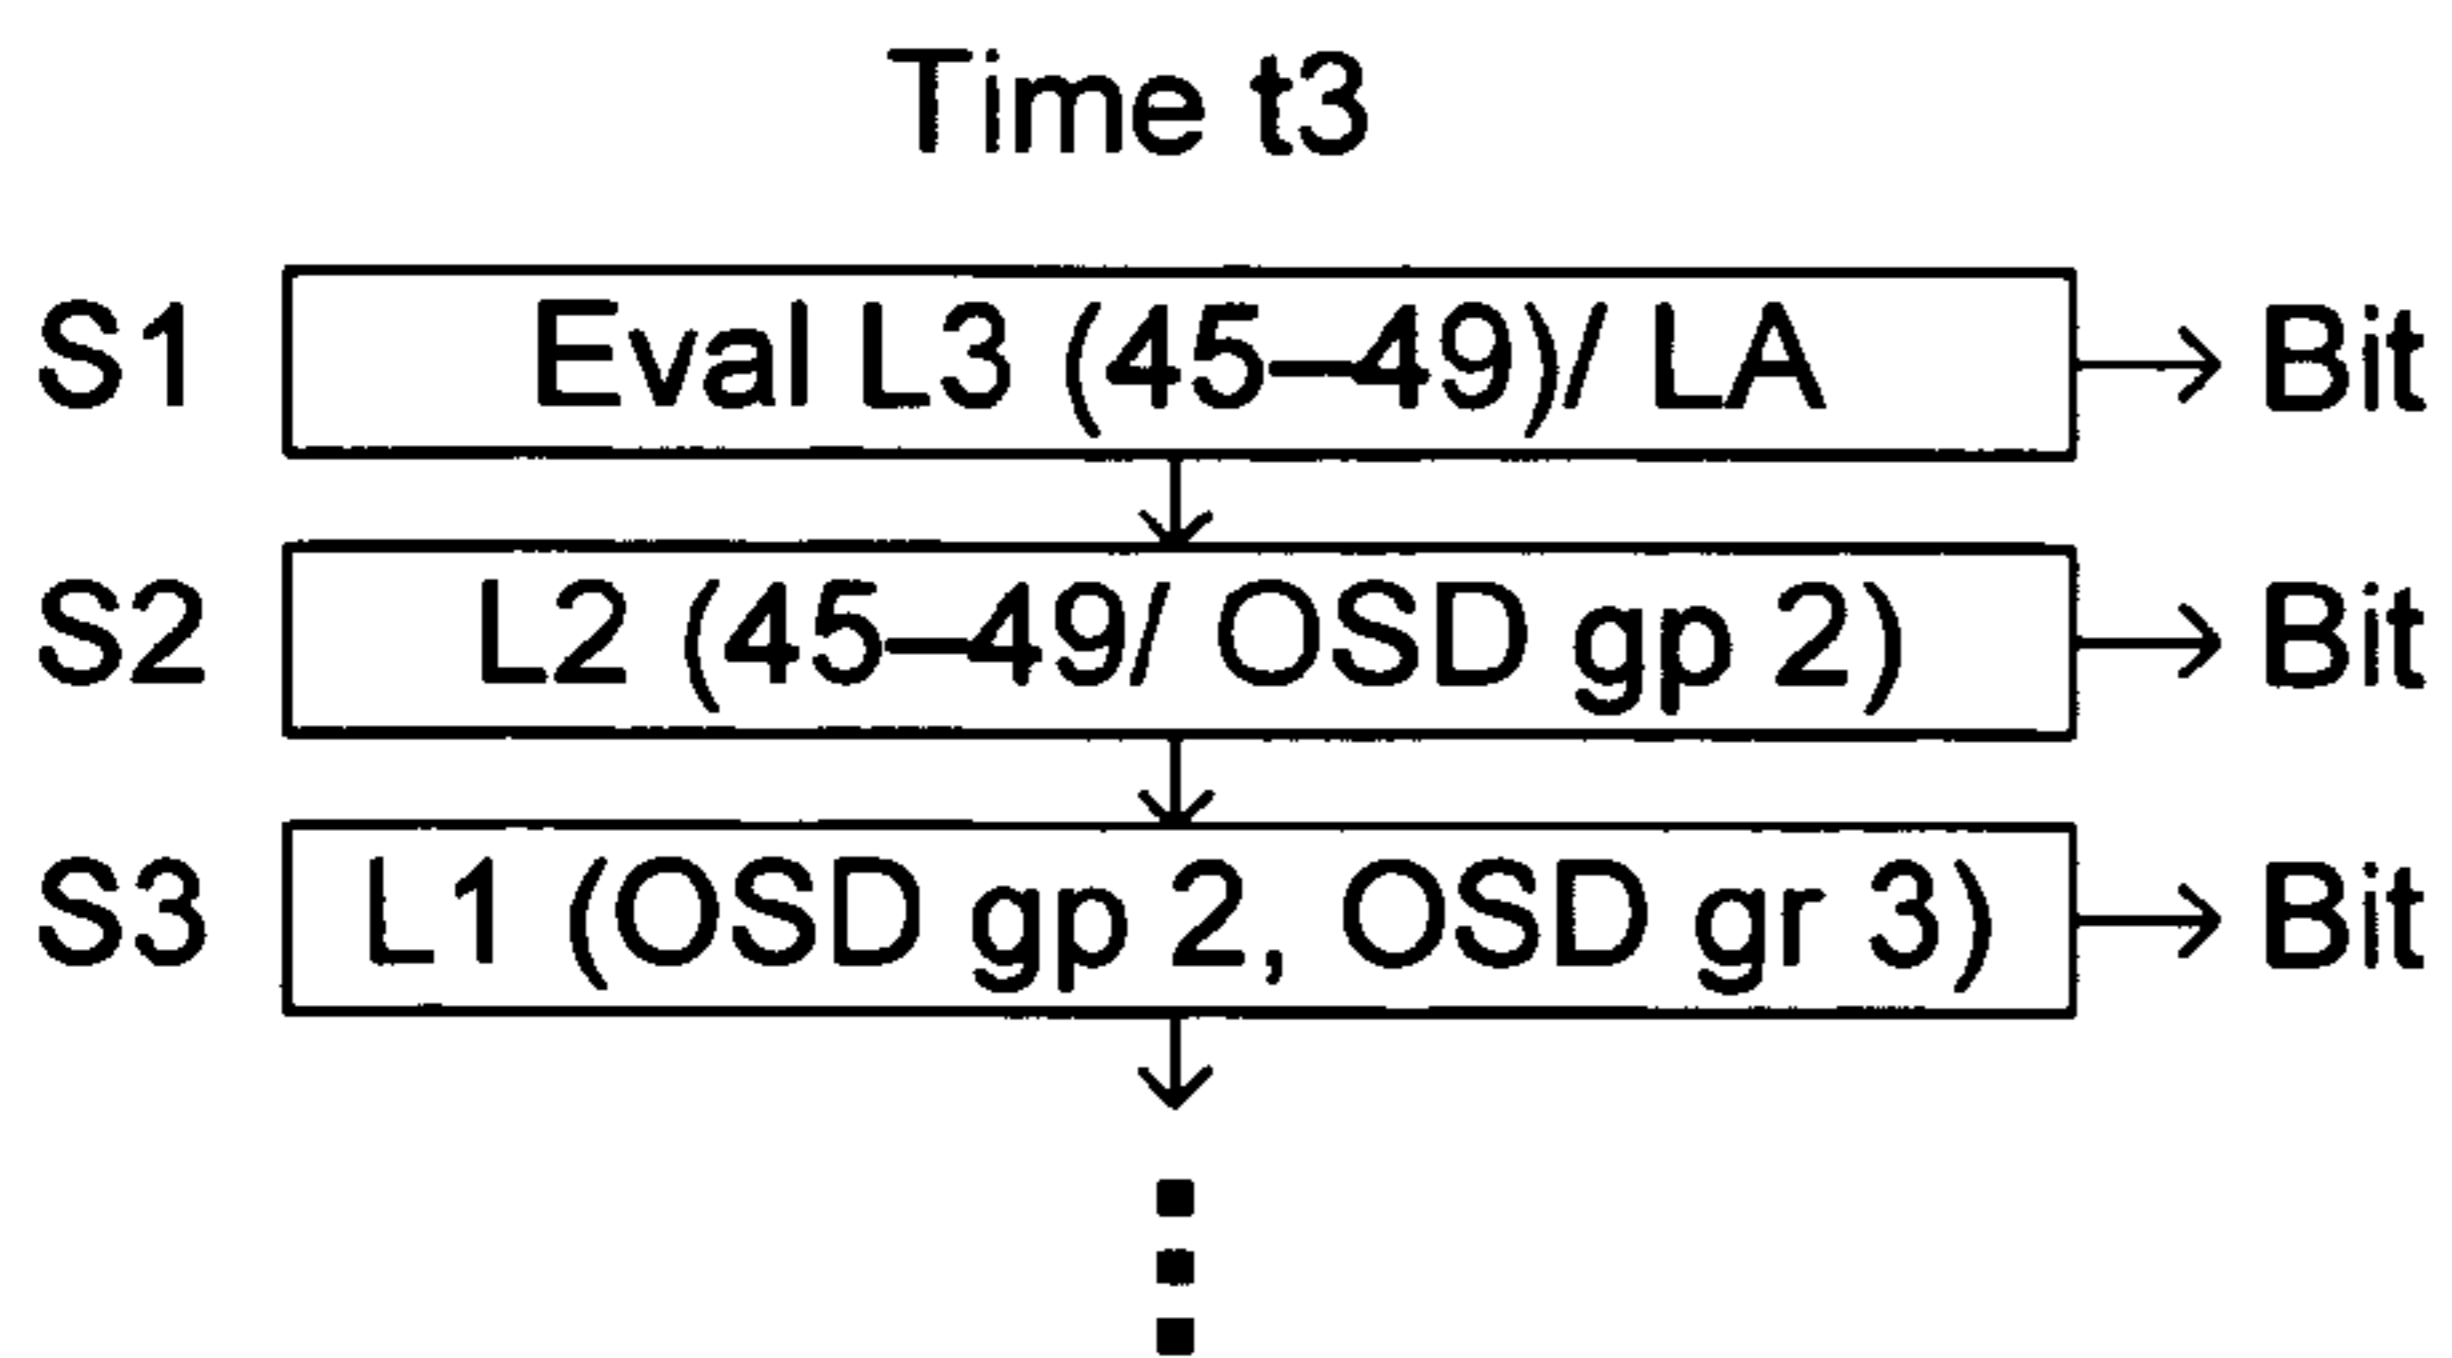 Time t3
S1 Eval L3 (45–49)/ LA Bit
S2 L2 (45–49/ OSD gp 2) Bit
S3 L1 (OSD gp 2, OSD gr 3) Bit